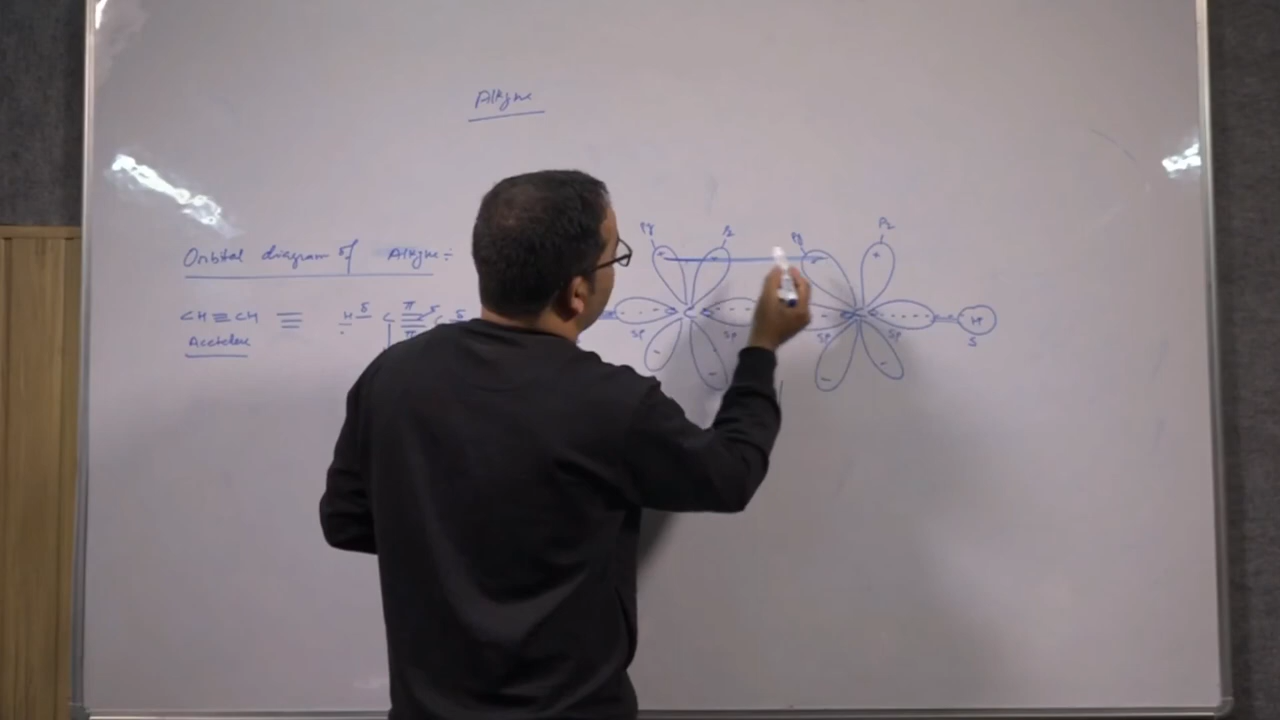 Alkyne
Orbital diagram of Alkyne :-
Py Pz Py Pz
CH≡CH ≡ H δ C π δ C δ
π
+ + + +
H
Acetelene
SP SP SP SP S
- - - -